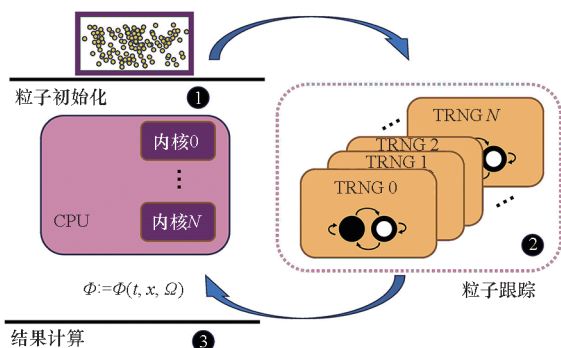 粒子初始化
1
内核0
CPU
内核N
Φ:=Φ(t, x, Ω)
结果计算
3
TRNG N
TRNG 2
TRNG 1
TRNG 0
2
粒子跟踪